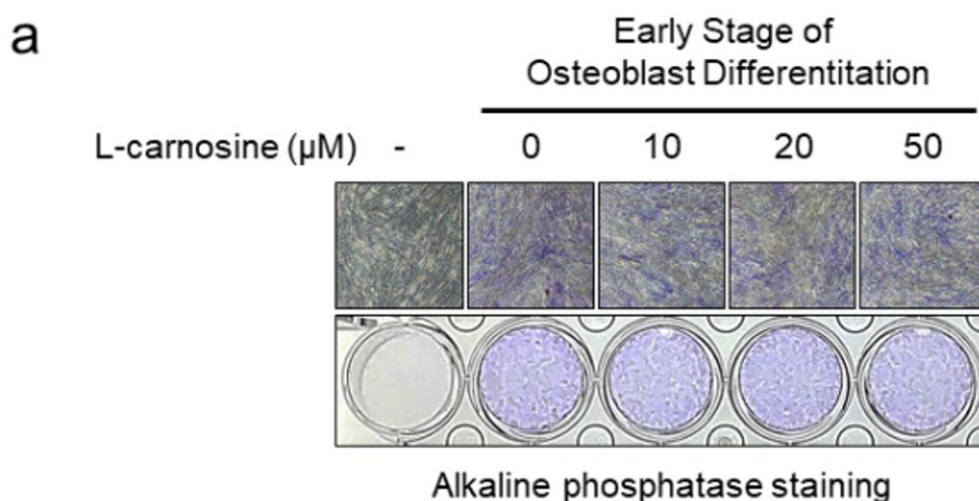 a
Early Stage of
Osteoblast Differentitation
L-carnosine (µM) - 0 10 20 50
Alkaline phosphatase staining